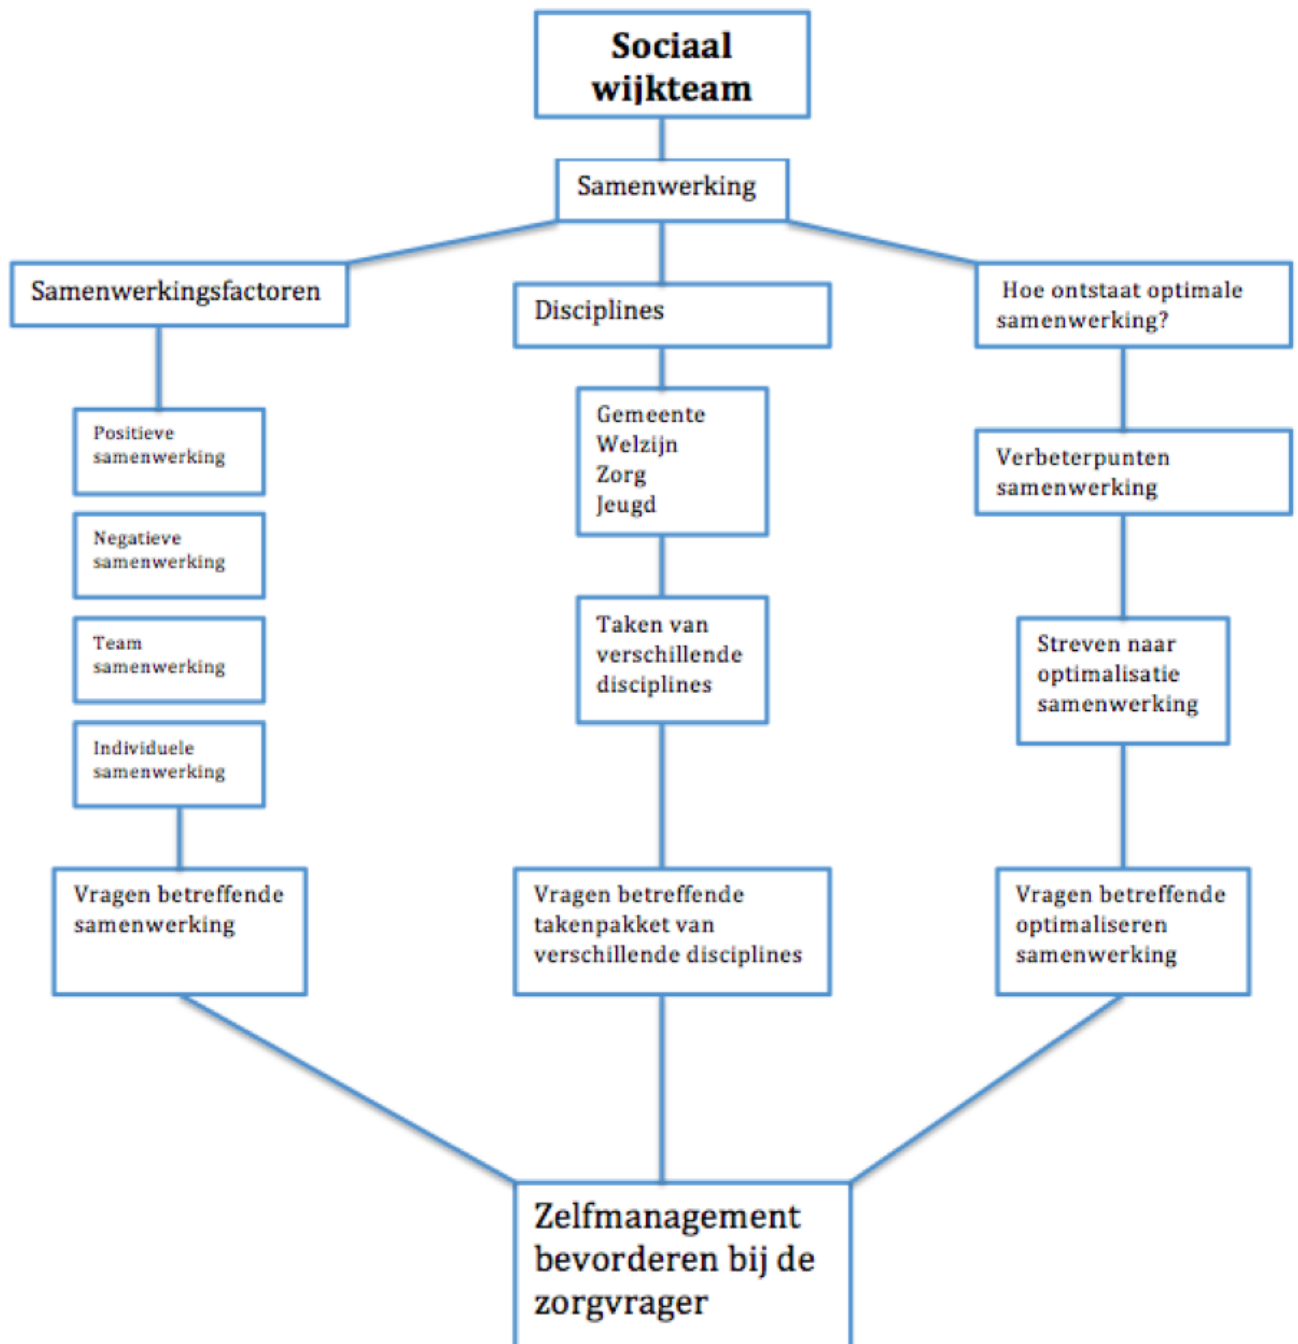 Sociaal
wijkteam
Samenwerking
Samenwerkingsfactoren
Disciplines
Hoe ontstaat optimale
samenwerking?
Positieve
samenwerking
Negatieve
samenwerking
Team
samenwerking
Individuele
samenwerking
Vragen betreffende
samenwerking
Gemeente
Welzijn
Zorg
Jeugd
Taken van
verschillende
disciplines
Vragen betreffende
takenpakket van
verschillende disciplines
Verbeterpunten
samenwerking
Streven naar
optimalisatie
samenwerking
Vragen betreffende
optimaliseren
samenwerking
Zelfmanagement
bevorderen bij de
zorgvrager